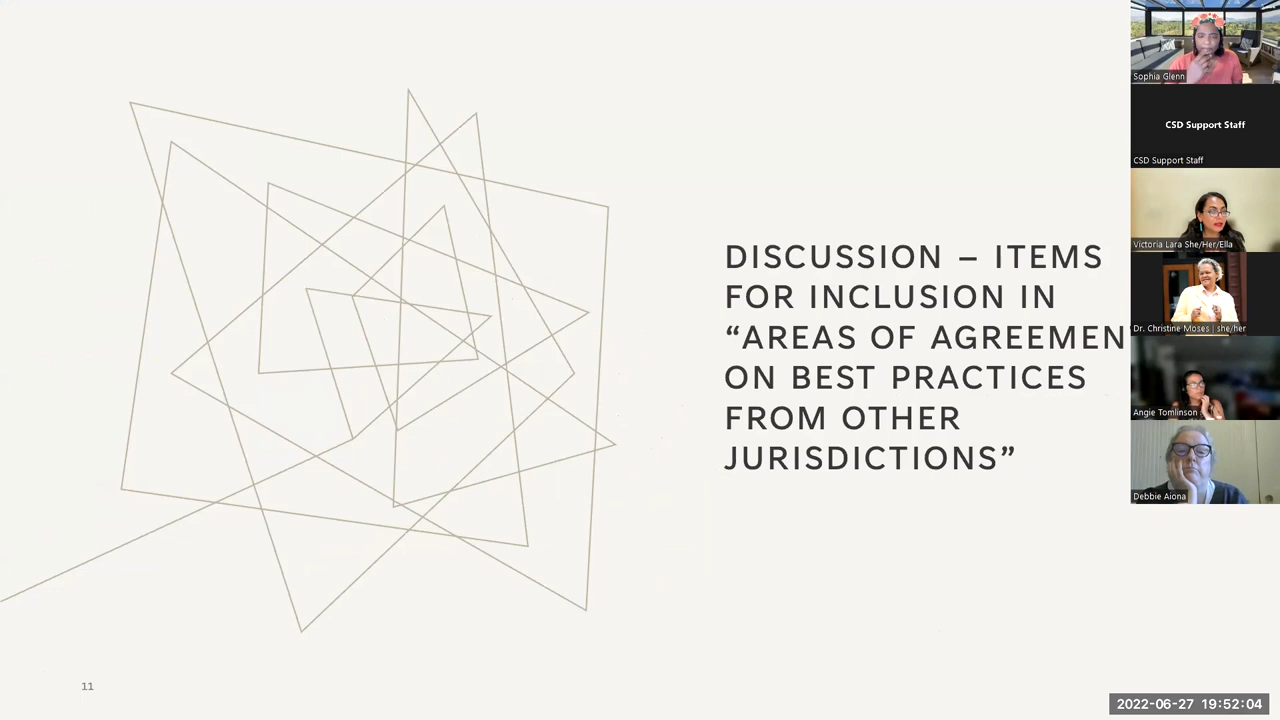 DISCUSSION – ITEMS
FOR INCLUSION IN
“AREAS OF AGREEMEN
ON BEST PRACTICES
FROM OTHER
JURISDICTIONS”
11
Sophia Glenn
CSD Support Staff
CSD Support Staff
Victoria Lara She/Her/Ella
Dr. Christine Moses | she/her
Angie Tomlinson
Debbie Aiona
2022-06-27 19:52:04